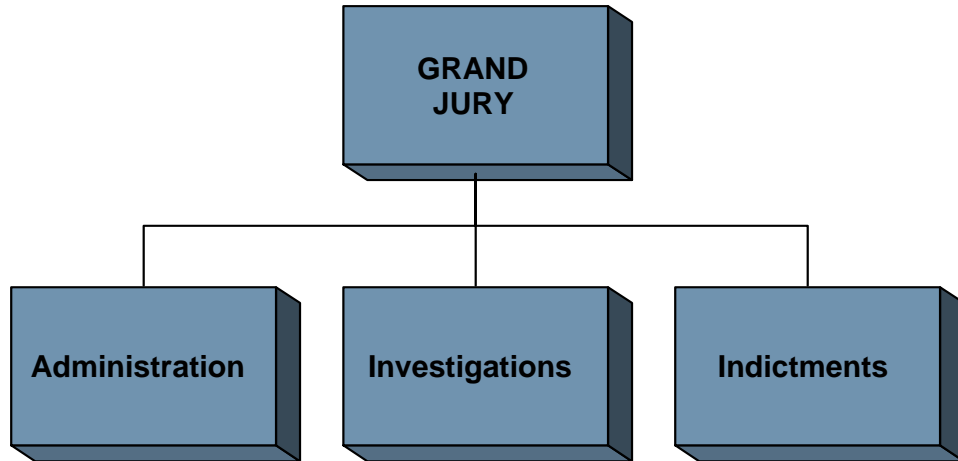 GRAND
JURY
Administration
Investigations
Indictments